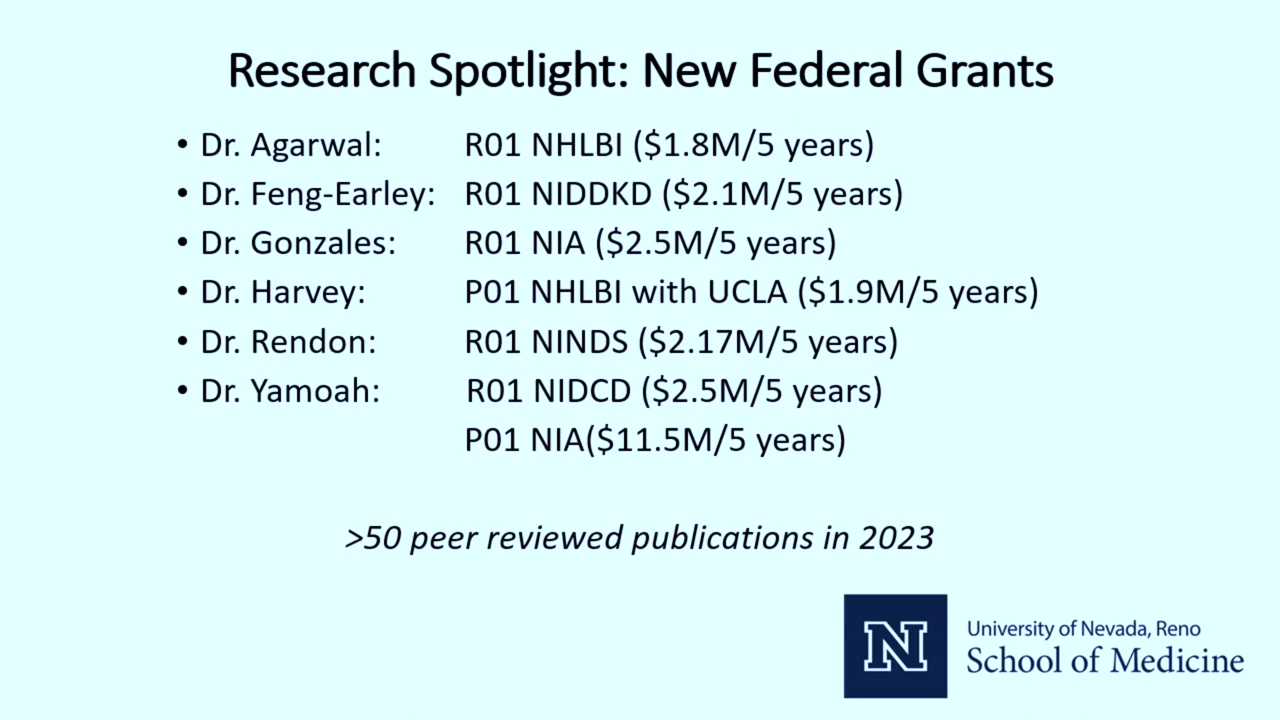 Research Spotlight: New Federal Grants
• Dr. Agarwal: R01 NHLBI ($1.8M/5 years)
• Dr. Feng-Earley: R01 NIDDKD ($2.1M/5 years)
• Dr. Gonzales: R01 NIA ($2.5M/5 years)
• Dr. Harvey: P01 NHLBI with UCLA ($1.9M/5 years)
• Dr. Rendon: R01 NINDS ($2.17M/5 years)
• Dr. Yamoah: R01 NIDCD ($2.5M/5 years)
P01 NIA($11.5M/5 years)
>50 peer reviewed publications in 2023
N
University of Nevada, Reno
School of Medicine